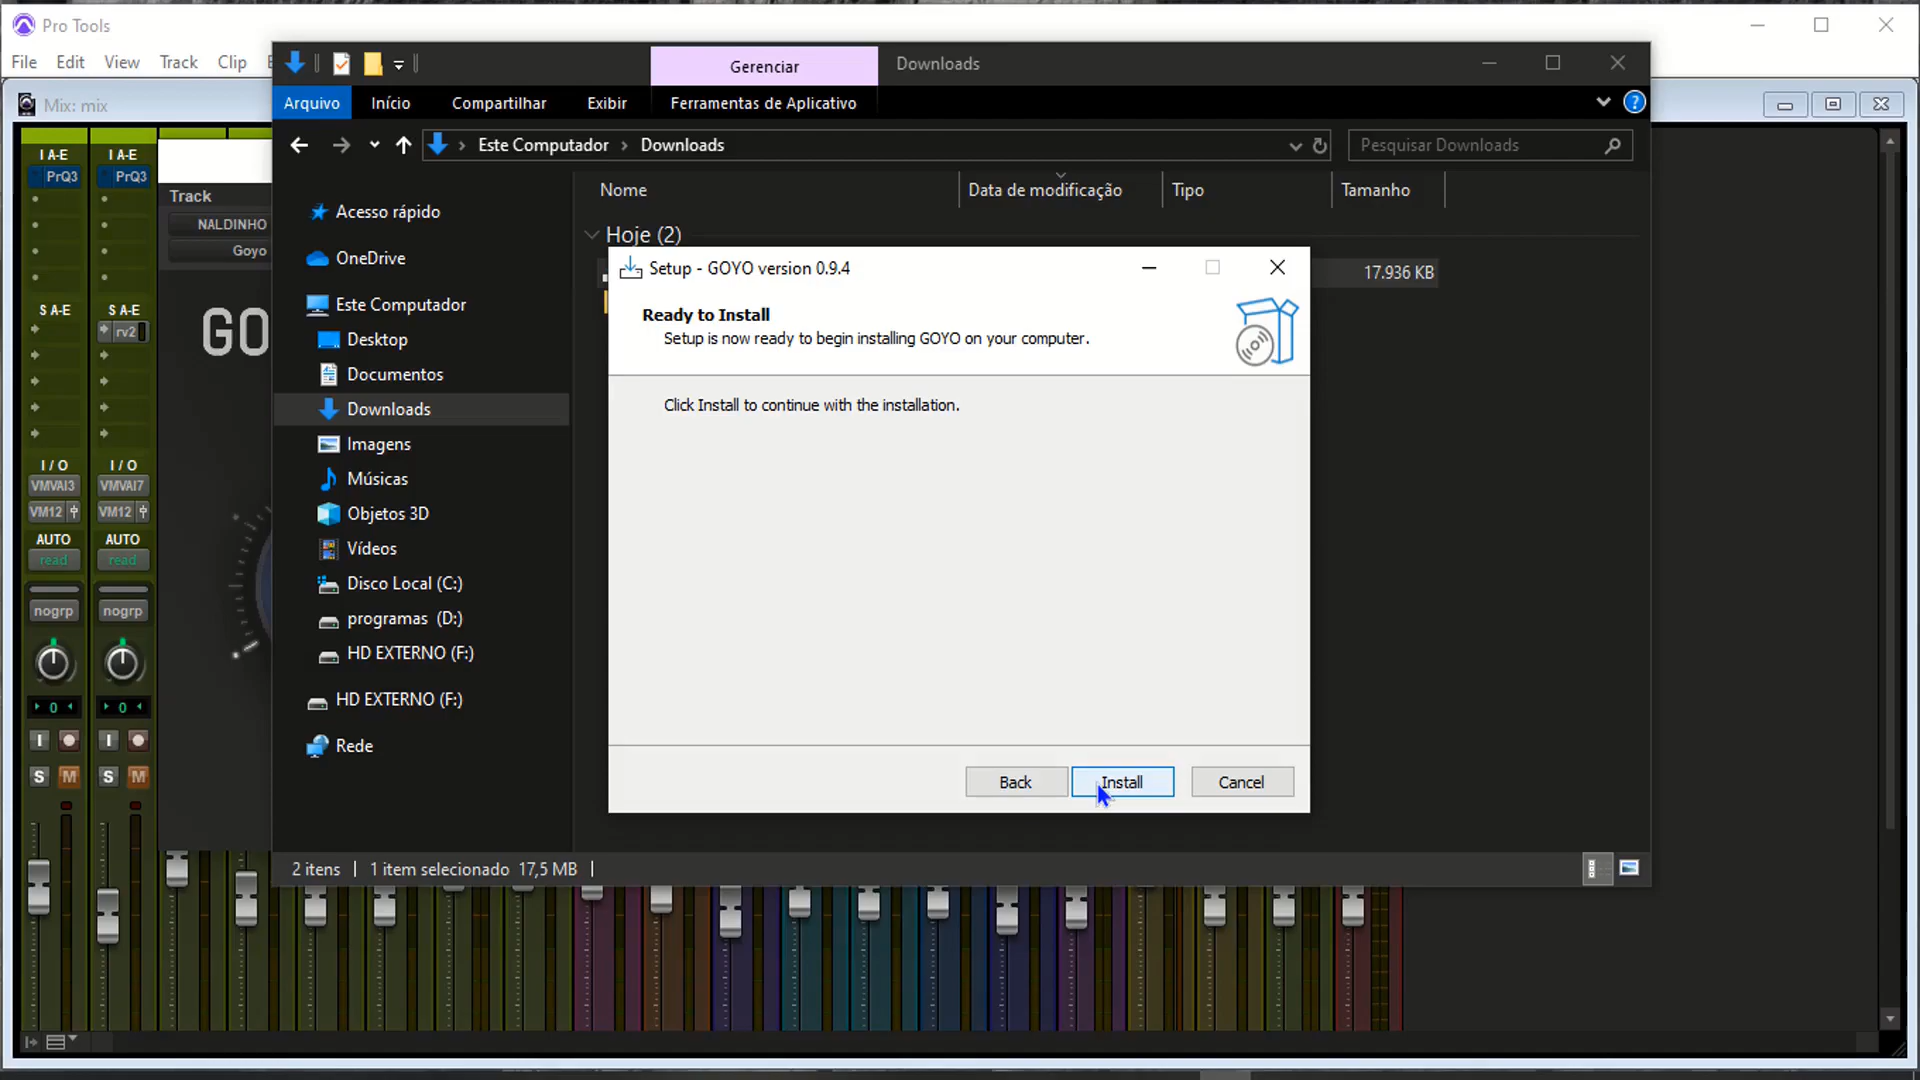 Pro Tools
File Edit View Track Clip
Mix: mix
Gerenciar
Downloads
Arquivo Início Compartilhar Exibir Ferramentas de Aplicativo
Este Computador > Downloads
Pesquisar Downloads
Nome Data de modificação Tipo Tamanho
Hoje (2)
17.936 KB
Acesso rápido
OneDrive
Este Computador
Desktop
Documentos
Downloads
Imagens
Músicas
Objetos 3D
Vídeos
Disco Local (C:)
programas (D:)
HD EXTERNO (F:)
HD EXTERNO (F:)
Rede
2 itens
1 item selecionado 17,5 MB
Setup - GOYO version 0.9.4
Ready to Install
Setup is now ready to begin installing GOYO on your computer.
Click Install to continue with the installation.
Back
Install
Cancel
I A-E I A-E
PrQ3 PrQ3
Track
NALDINHO
Goyo
GO
S A-E S A-E
rv2
I / O I / O
VMVAI3 VMVAI7
VM12 VM12
AUTO AUTO
read read
nogrp nogrp
0 0
I I
S M S M